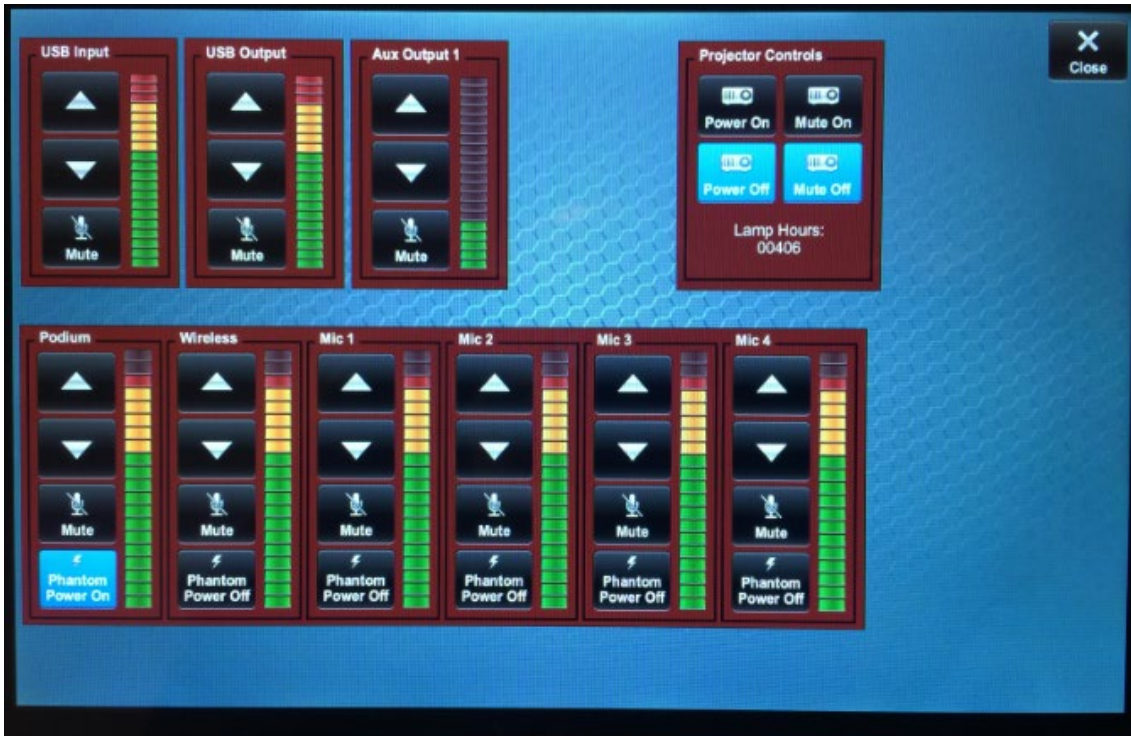 USB Input
USB Output
Aux Output 1
Projector Controls
Close
Power On
Mute On
Power Off
Mute Off
Mute
Mute
Mute
Lamp Hours:
00406
Podium
Wireless
Mic 1
Mic 2
Mic 3
Mic 4
Mute
Mute
Mute
Mute
Mute
Mute
Phantom
Power On
Phantom
Power Off
Phantom
Power Off
Phantom
Power Off
Phantom
Power Off
Phantom
Power Off